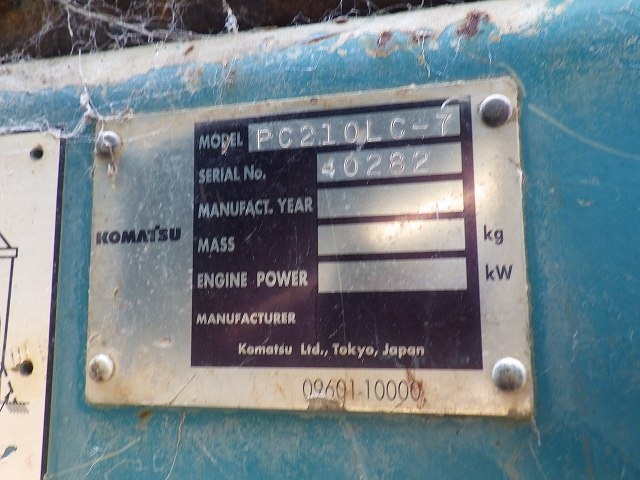 MODEL PC210LC-7
SERIAL No. 40282
MANUFACT. YEAR
KOMATSU
MASS kg
ENGINE POWER kW
MANUFACTURER
Komatsu Ltd., Tokyo, Japan
09601-10000